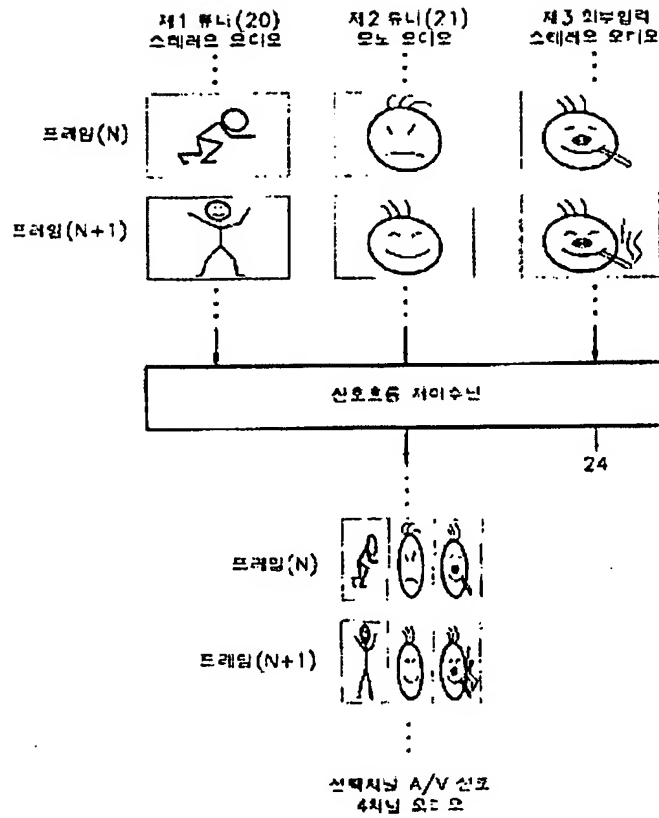 제1 튜너(20)
스테레오 오디오
제2 튜너(21)
모노 오디오
제3 외부입력
스테레오 오디오
프레임(N)
프레임(N+1)
신호흐름 제어수단
24
프레임(N)
프레임(N+1)
선택채널 A/V 신호
4채널 오디오